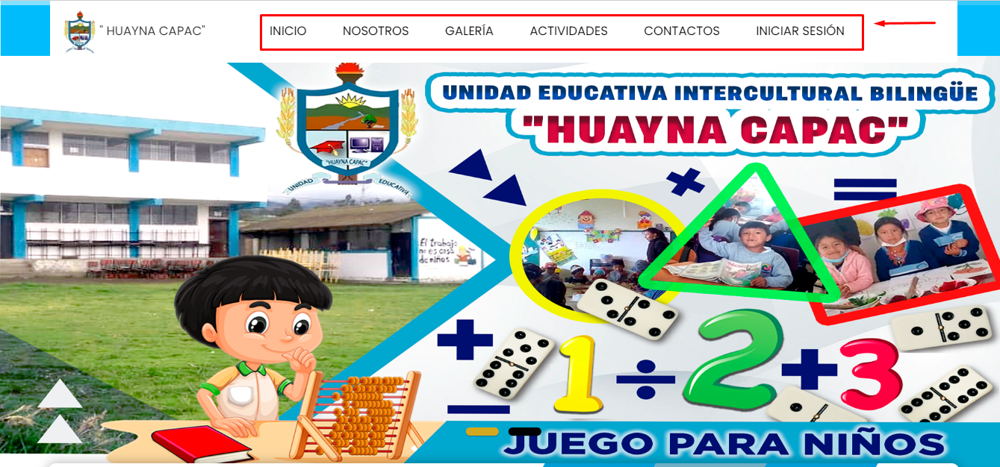 " HUAYNA CAPAC"
INICIO NOSOTROS GALERÍA ACTIVIDADES CONTACTOS INICIAR SESIÓN
UNIDAD EDUCATIVA INTERCULTURAL BILINGÜE
"HUAYNA CAPAC"
"HUAYNA CAPAC"
UNIDAD EDUCATIVA
El trabajo
no es cosa
de niños
1 ÷ 2 + 3
JUEGO PARA NIÑOS